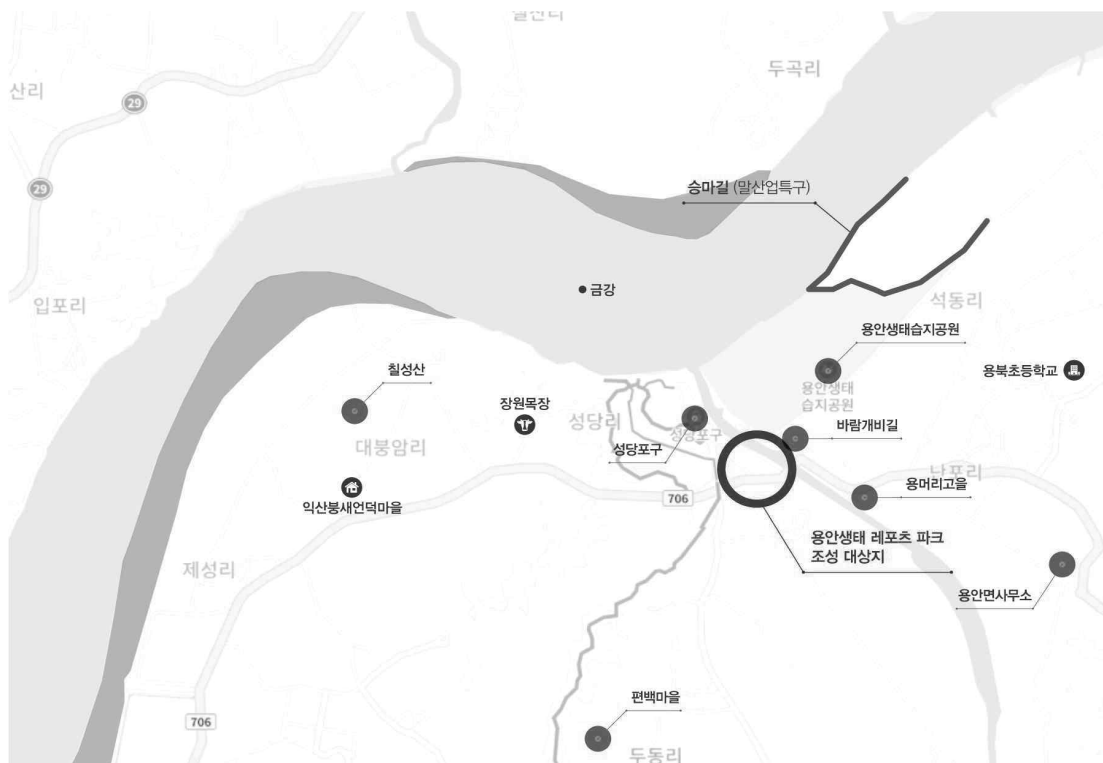 두곡리
산리
29
29
승마길 (말산업특구)
금강
입포리
석동리
용안생태습지공원
용북초등학교
칠성산
용안생태
습지공원
장원목장
성당리
성당포구
바람개비길
대붕암리
성당포구
난포리
용머리고을
익산붕새언덕마을
706
용안생태 레포츠 파크
조성 대상지
제성리
용안면사무소
편백마을
706
두동리